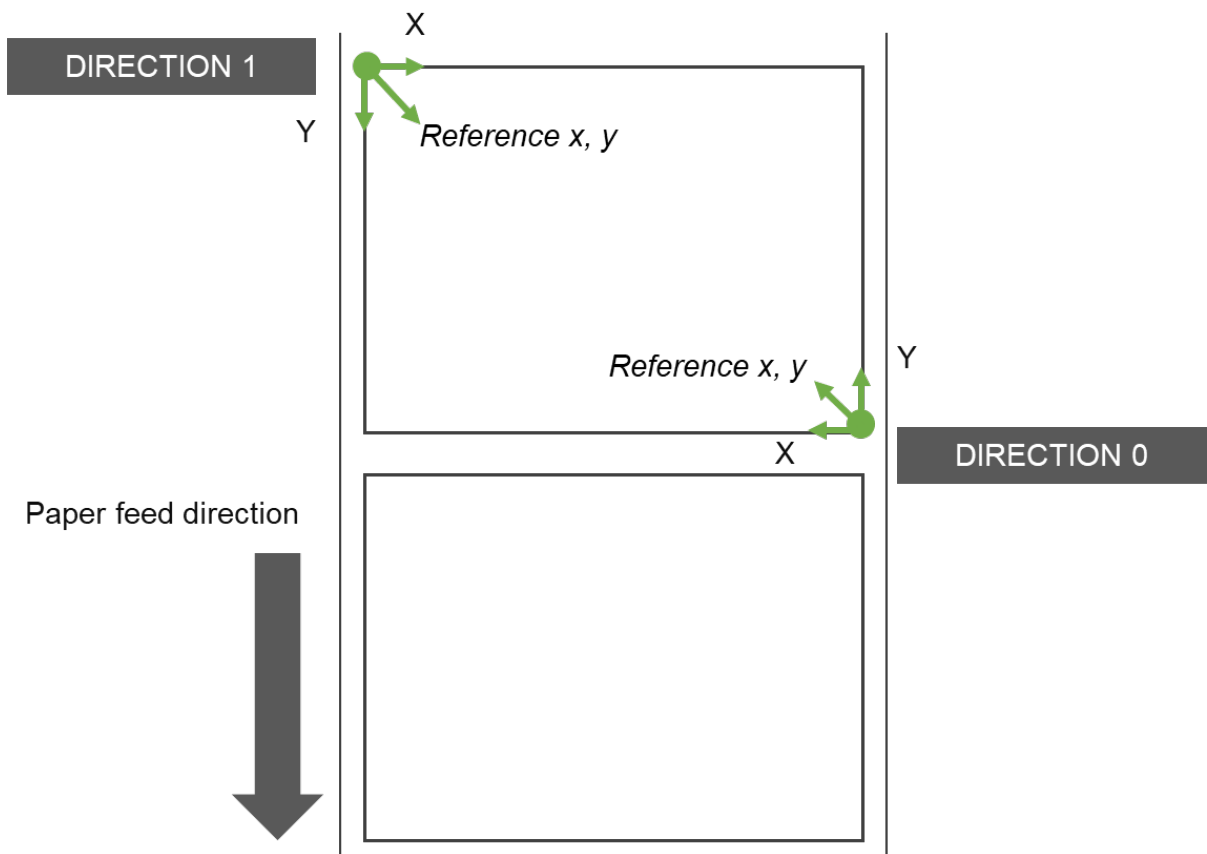 X
DIRECTION 1
Y
Reference x, y
Reference x, y
Y
X
DIRECTION 0
Paper feed direction